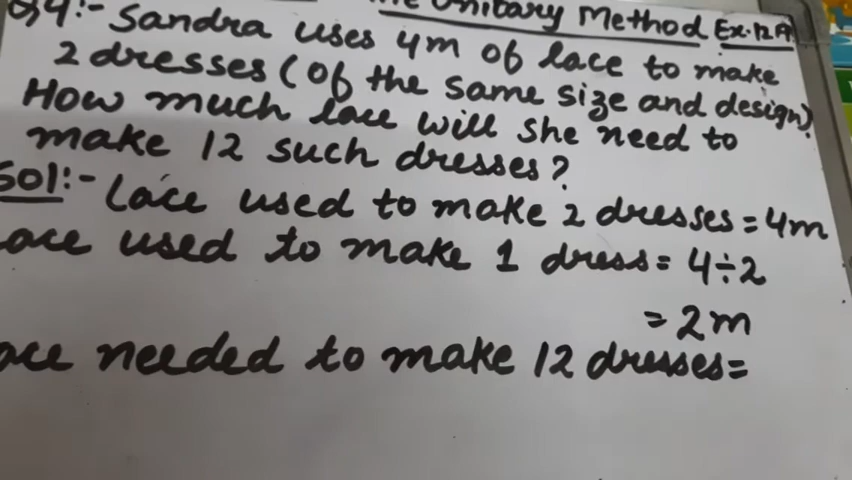 Unitary Method Ex. 12A
Q4:- Sandra uses 4m of lace to make
2 dresses (of the same size and design).
How much lace will she need to
make 12 such dresses?
Sol:- Lace used to make 2 dresses = 4m
ace used to make 1 dress = 4÷2
= 2m
ace needed to make 12 dresses =